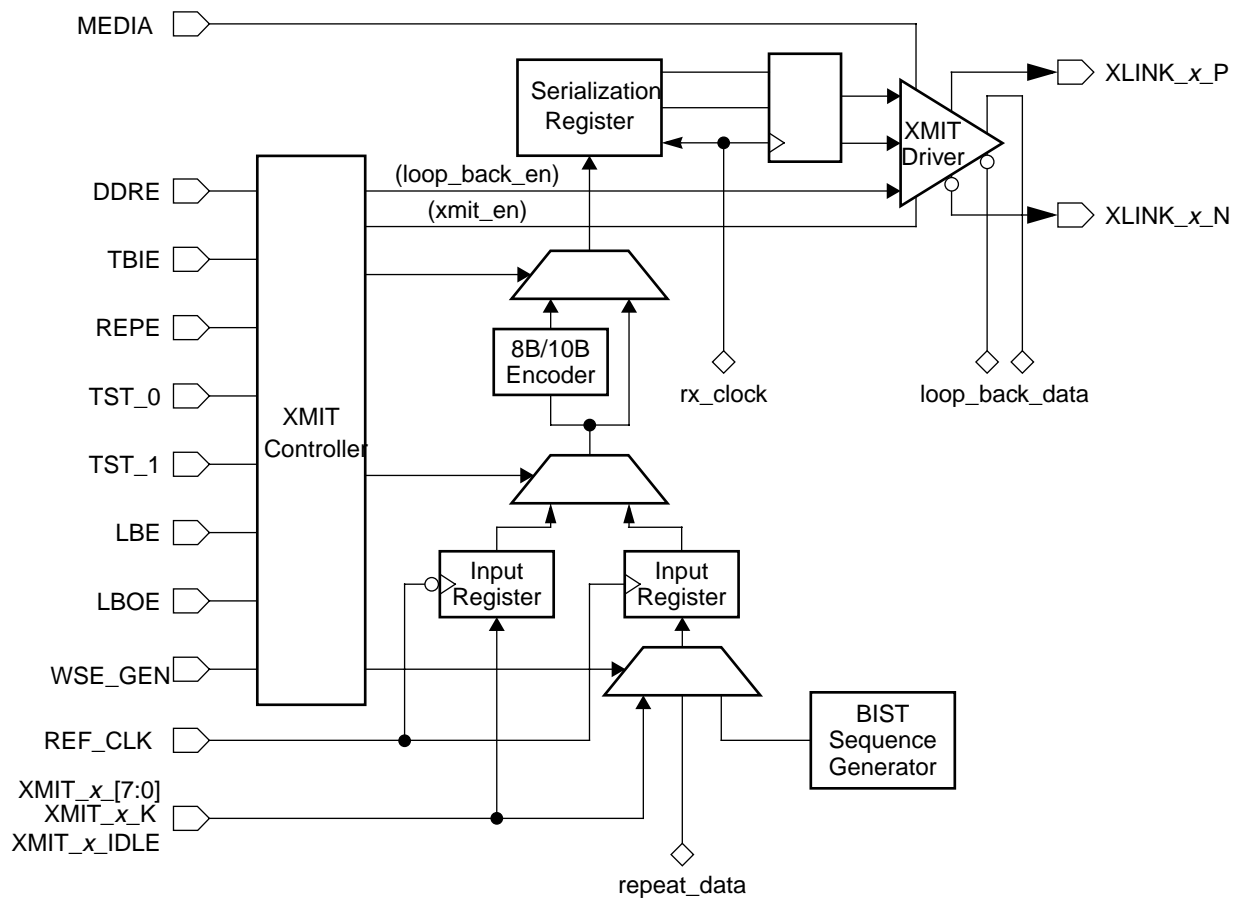 MEDIA
Serialization
Register
XMIT
Driver
XLINK_x_P
XLINK_x_N
DDRE
(loop_back_en)
(xmit_en)
TBIE
REPE
8B/10B
Encoder
rx_clock
loop_back_data
TST_0
XMIT
Controller
TST_1
LBE
LBOE
Input
Register
Input
Register
WSE_GEN
REF_CLK
BIST
Sequence
Generator
XMIT_x_[7:0]
XMIT_x_K
XMIT_x_IDLE
repeat_data